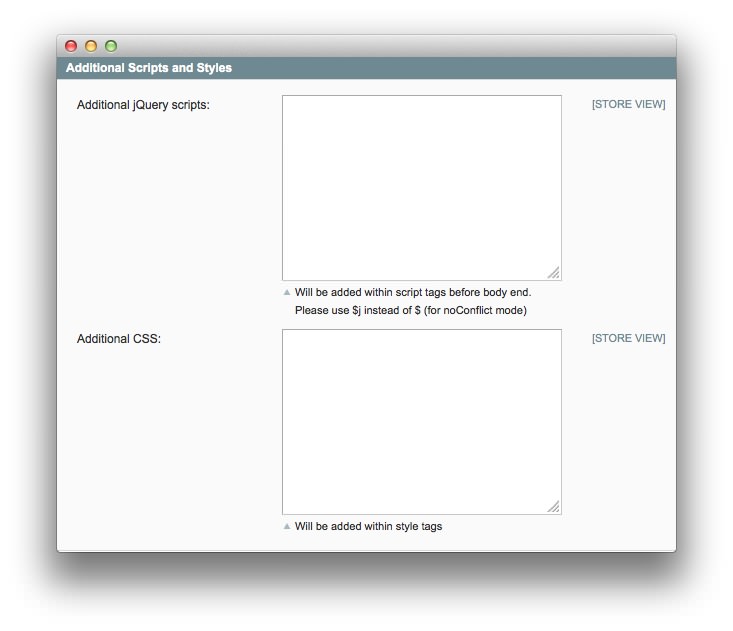 Additional Scripts and Styles
Additional jQuery scripts: [STORE VIEW]
Will be added within script tags before body end.
Please use $j instead of $ (for noConflict mode)
Additional CSS: [STORE VIEW]
Will be added within style tags